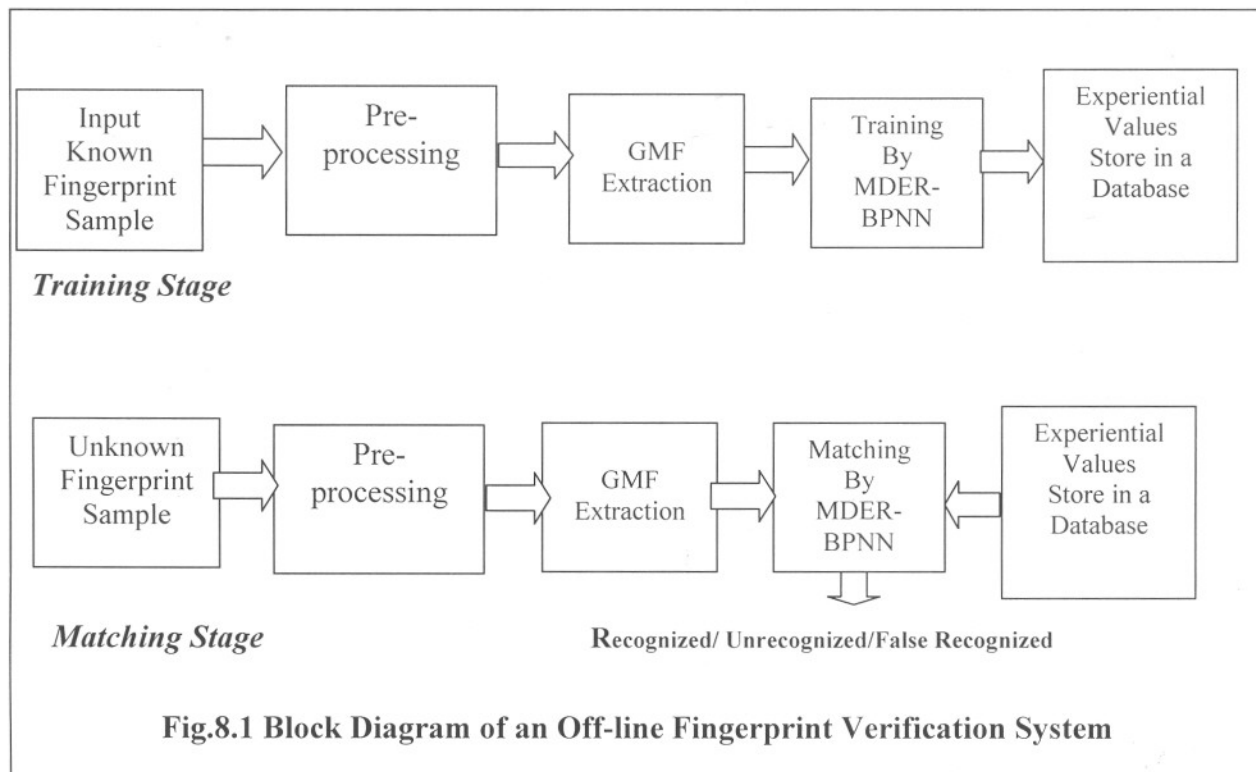 Input
Known
Fingerprint
Sample
Pre-
processing
GMF
Extraction
Training
By
MDER-
BPNN
Experiential
Values
Store in a
Database
Training Stage
Unknown
Fingerprint
Sample
Pre-
processing
GMF
Extraction
Matching
By
MDER-
BPNN
Experiential
Values
Store in a
Database
Matching Stage
Recognized/ Unrecognized/False Recognized
Fig.8.1 Block Diagram of an Off-line Fingerprint Verification System